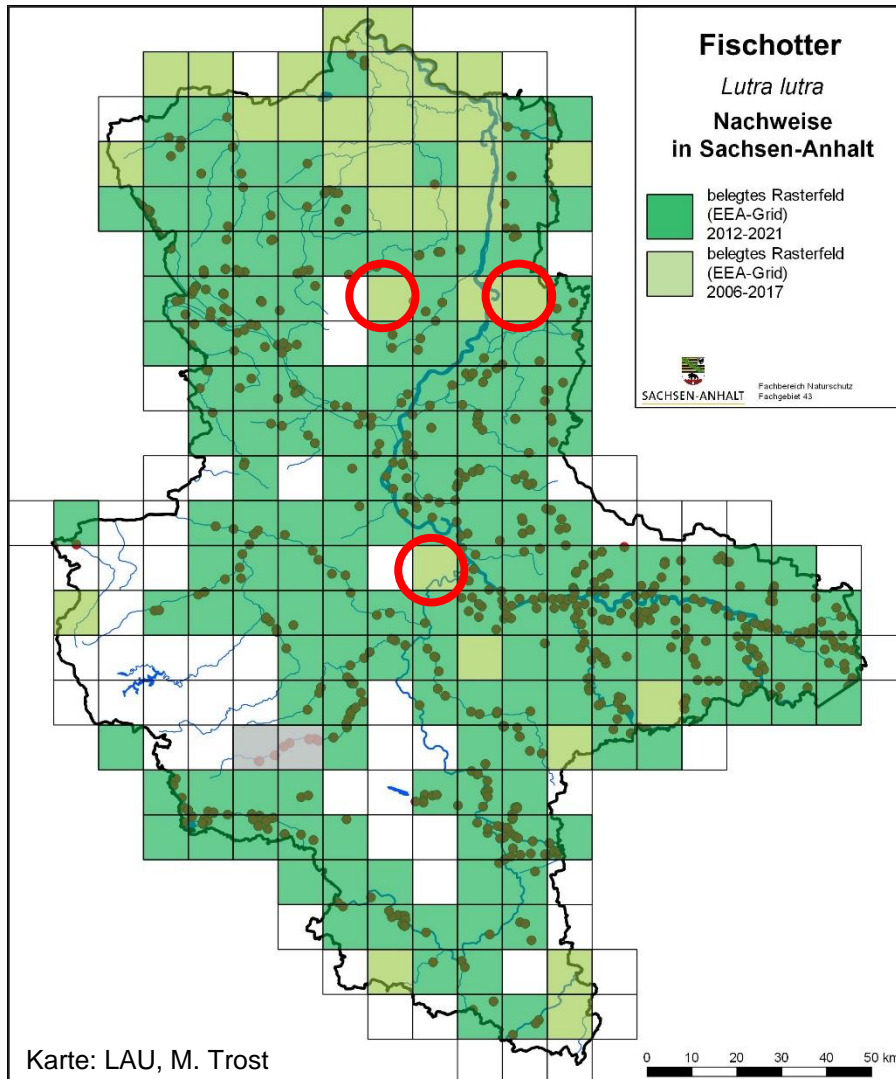 Fischotter
Lutra lutra
Nachweise
in Sachsen-Anhalt
belegtes Rasterfeld
(EEA-Grid)
2012-2021
belegtes Rasterfeld
(EEA-Grid)
2006-2017
SACHSEN-ANHALT
Fachbereich Naturschutz
Fachgebiet 43
Karte: LAU, M. Trost
0 10 20 30 40 50 km